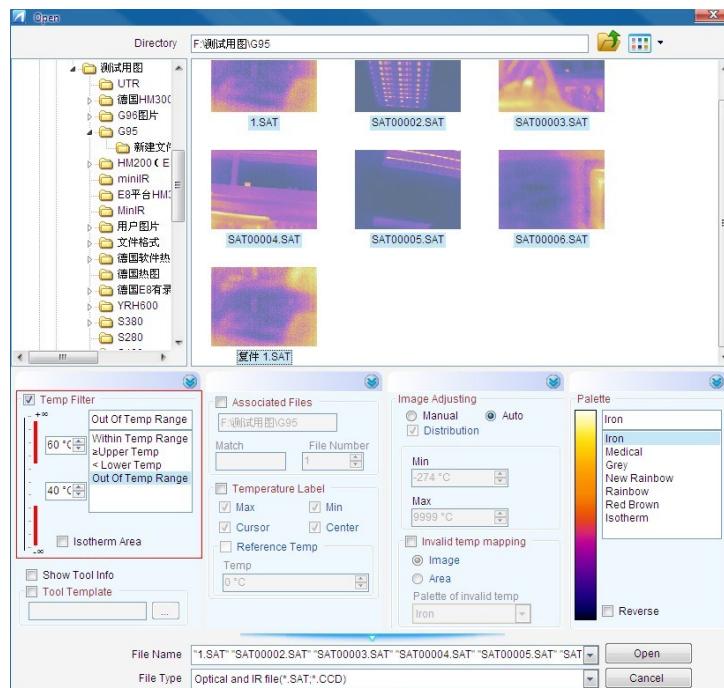 Open
Directory
F:\测试用图\G95
测试用图
UTR
德国HM300
G96图片
G95
新建文件
HM200 ( E
miniIR
E8平台HM3
MinIR
用户图片
文件格式
德国软件热
德国热图
德国E8有录
YRH600
S380
S280
1.SAT
SAT00002.SAT
SAT00003.SAT
SAT00004.SAT
SAT00005.SAT
SAT00006.SAT
复件 1.SAT
Temp Filter
+∞
Out Of Temp Range
60 °C
Within Temp Range
≥Upper Temp
< Lower Temp
Out Of Temp Range
40 °C
Isotherm Area
-∞
Show Tool Info
Tool Template
...
Associated Files
F:\测试用图\G95
Match
File Number
1
Temperature Label
Max
Min
Cursor
Center
Reference Temp
Temp
0 °C
Image Adjusting
Manual
Auto
Distribution
Min
-274 °C
Max
9999 °C
Invalid temp mapping
Image
Area
Palette of invalid temp
Iron
Palette
Iron
Iron
Medical
Grey
New Rainbow
Rainbow
Red Brown
Isotherm
Reverse
File Name
"1.SAT" "SAT00002.SAT" "SAT00003.SAT" "SAT00004.SAT" "SAT00005.SAT" "SAT
Open
File Type
Optical and IR file(*.SAT;*.CCD)
Cancel